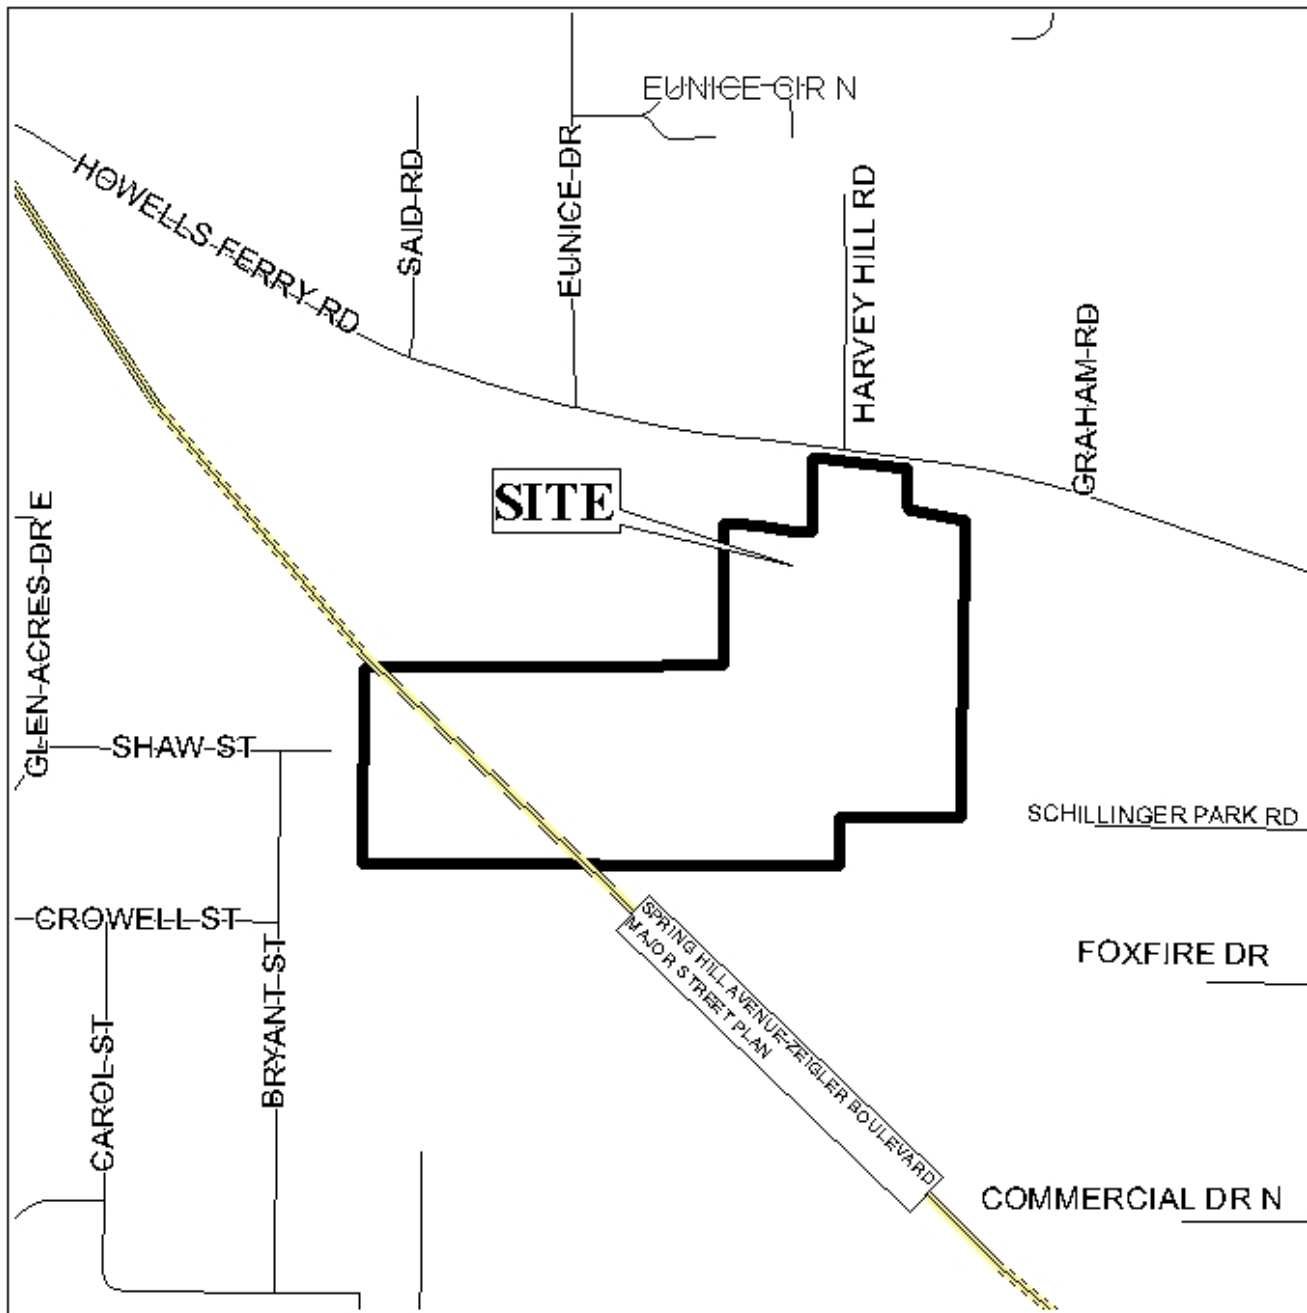 EUNICE CIR N
HOWELLS FERRY RD
SAID RD
EUNICE DR
HARVEY HILL RD
GRAHAM RD
SITE
GLEN ACRES DR E
SHAW ST
SCHILLINGER PARK RD
CROWELL ST
SPRING HILL AVENUE-ZEIGLER BOULEVARD
MAJOR STREET PLAN
FOXFIRE DR
BRYANT ST
CAROL ST
COMMERCIAL DR N